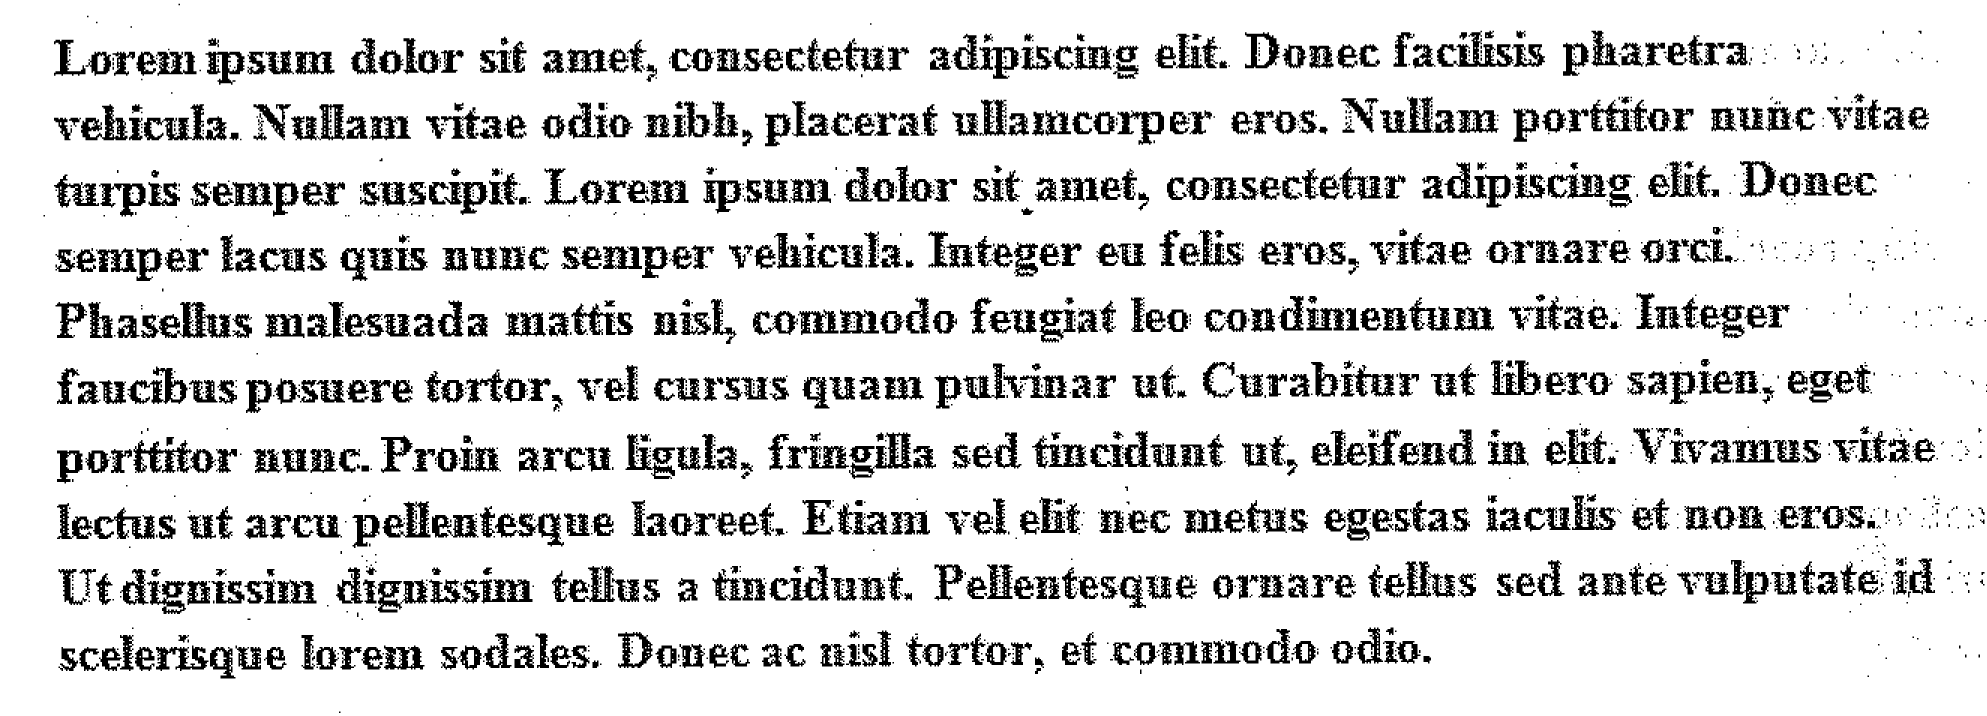 Lorem ipsum dolor sit amet, consectetur adipiscing elit. Donec facilisis pharetra
vehicula. Nullam vitae odio nibh, placerat ullamcorper eros. Nullam porttitor nunc vitae
turpis semper suscipit. Lorem ipsum dolor sit amet, consectetur adipiscing elit. Donec
semper lacus quis nunc semper vehicula. Integer eu felis eros, vitae ornare orci.
Phasellus malesuada mattis nisl, commodo feugiat leo condimentum vitae. Integer
faucibus posuere tortor, vel cursus quam pulvinar ut. Curabitur ut libero sapien, eget
porttitor nunc. Proin arcu ligula, fringilla sed tincidunt ut, eleifend in elit. Vivamus vitae
lectus ut arcu pellentesque laoreet. Etiam vel elit nec metus egestas iaculis et non eros.
Ut dignissim dignissim tellus a tincidunt. Pellentesque ornare tellus sed ante vulputate id
scelerisque lorem sodales. Donec ac nisl tortor, et commodo odio.